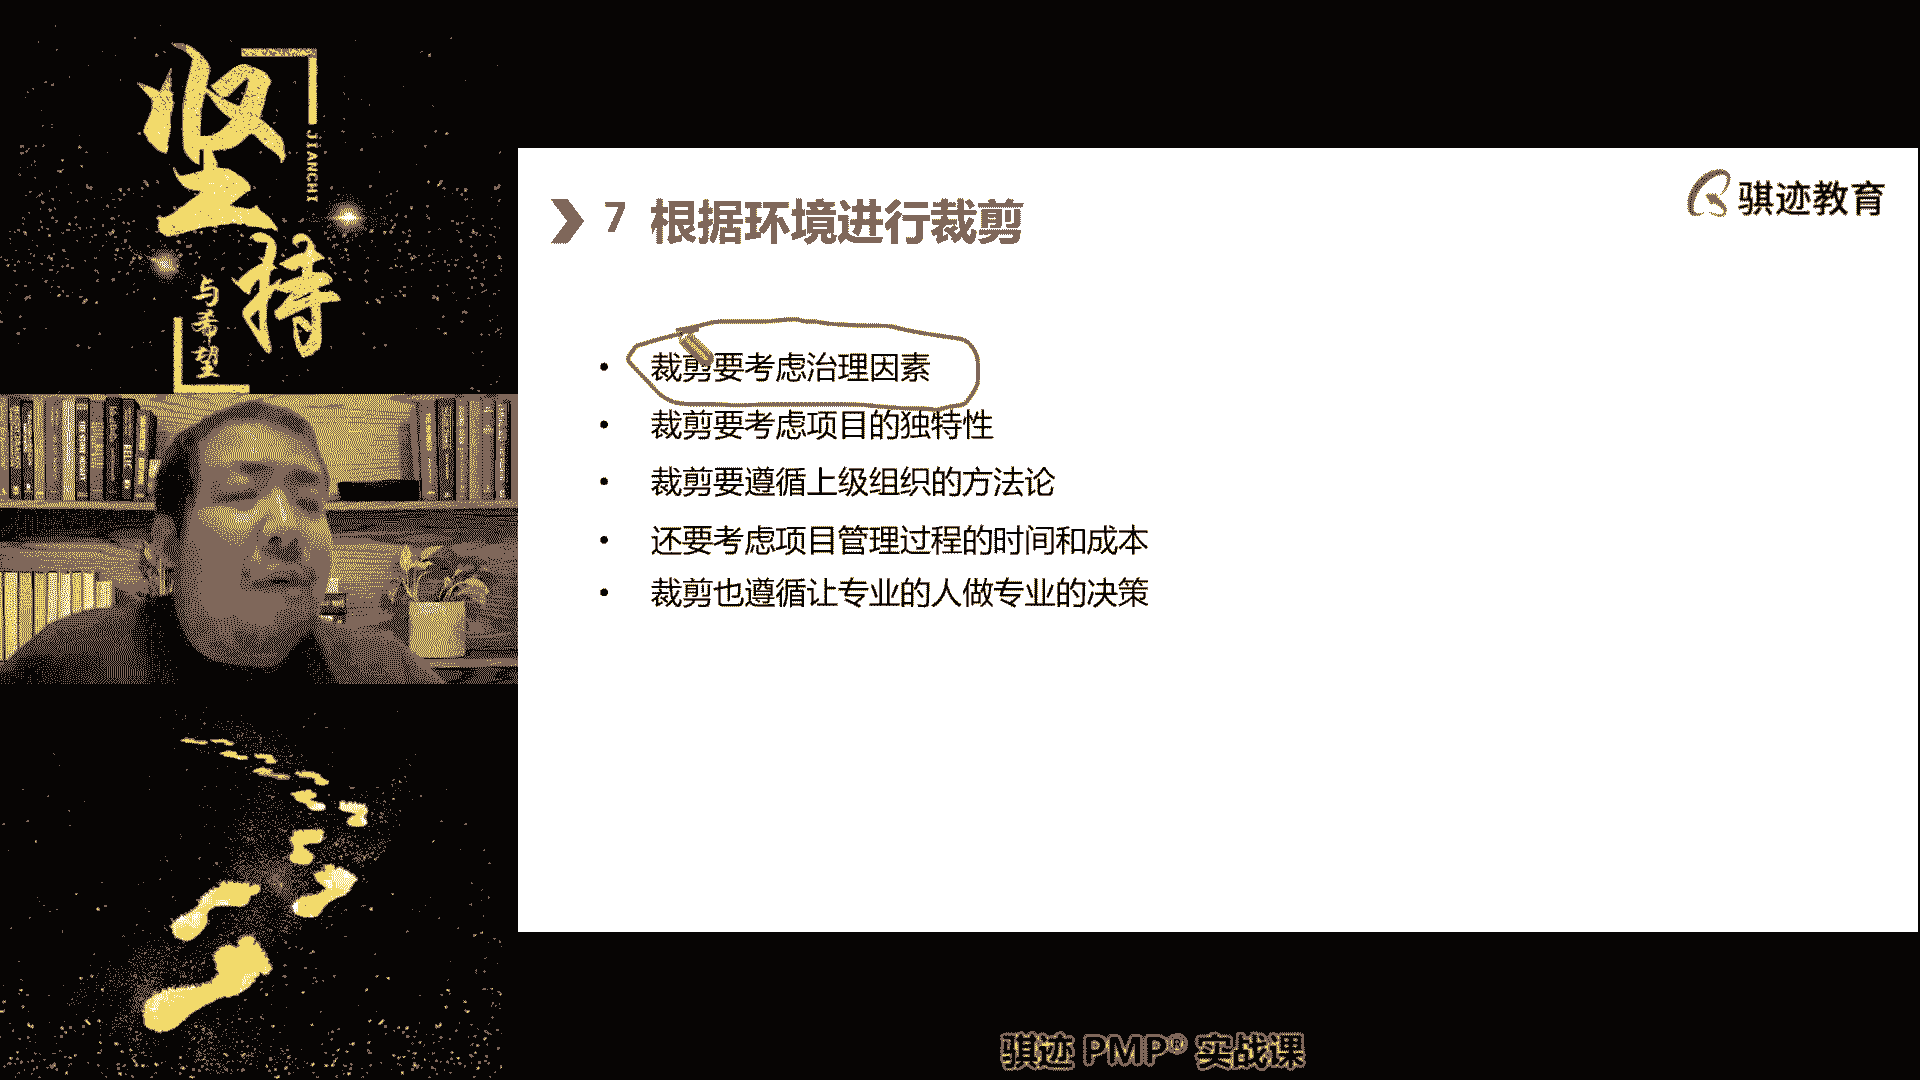 坚持
JIANCHI
与希望
骐迹教育
7 根据环境进行裁剪
• 裁剪要考虑治理因素
• 裁剪要考虑项目的独特性
• 裁剪要遵循上级组织的方法论
• 还要考虑项目管理过程的时间和成本
• 裁剪也遵循让专业的人做专业的决策
骐迹 PMP® 实战课